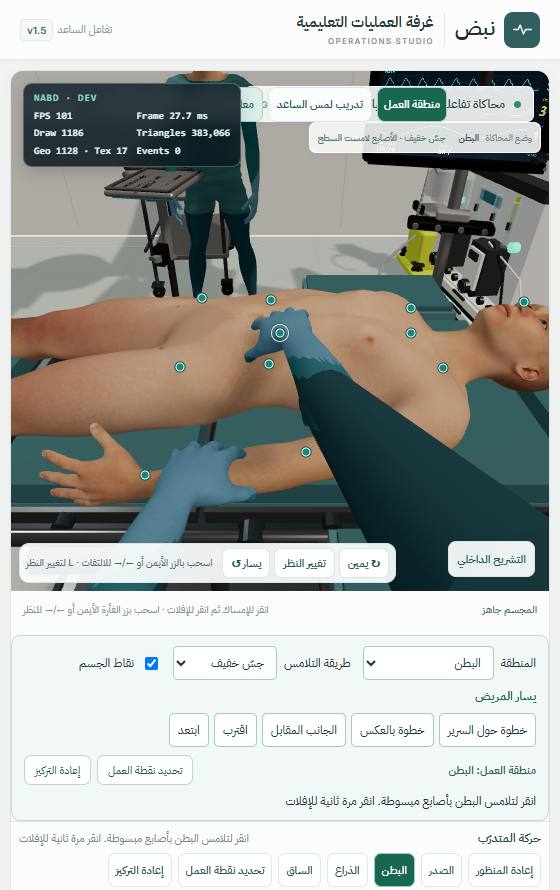 نبض
غرفة العمليات التعليمية
OPERATIONS STUDIO
تفاعل الساعد
v1.5
NABD · DEV
FPS 101 Frame 27.7 ms
Draw 1186 Triangles 383,066
Geo 1128 · Tex 17 Events 0
محاكاة تفاعل
منطقة العمل
تدريب لمس الساعد
معا
وضع المحاكاة البطن جسّ خفيف · الأصابع لامست السطح
التشريح الداخلي
↻ يمين
تغيير النظر
يسار ↺
اسحب بالزر الأيمن أو ←/→ للالتفات · L لتغيير النظر
المجسم جاهز
انقر للإمساك ثم انقر للإفلات · اسحب بزر الفأرة الأيمن أو ←/→ للنظر
المنطقة البطن طريقة التلامس جسّ خفيف نقاط الجسم
يسار المريض
خطوة حول السرير خطوة بالعكس الجانب المقابل اقترب ابتعد
منطقة العمل: البطن تحديد نقطة العمل إعادة التركيز
انقر لتلامس البطن بأصابع مبسوطة. انقر مرة ثانية للإفلات
حركة المتدرّب
انقر لتلامس البطن بأصابع مبسوطة. انقر مرة ثانية للإفلات
إعادة المنظور الصدر البطن الذراع الساق تحديد نقطة العمل إعادة التركيز